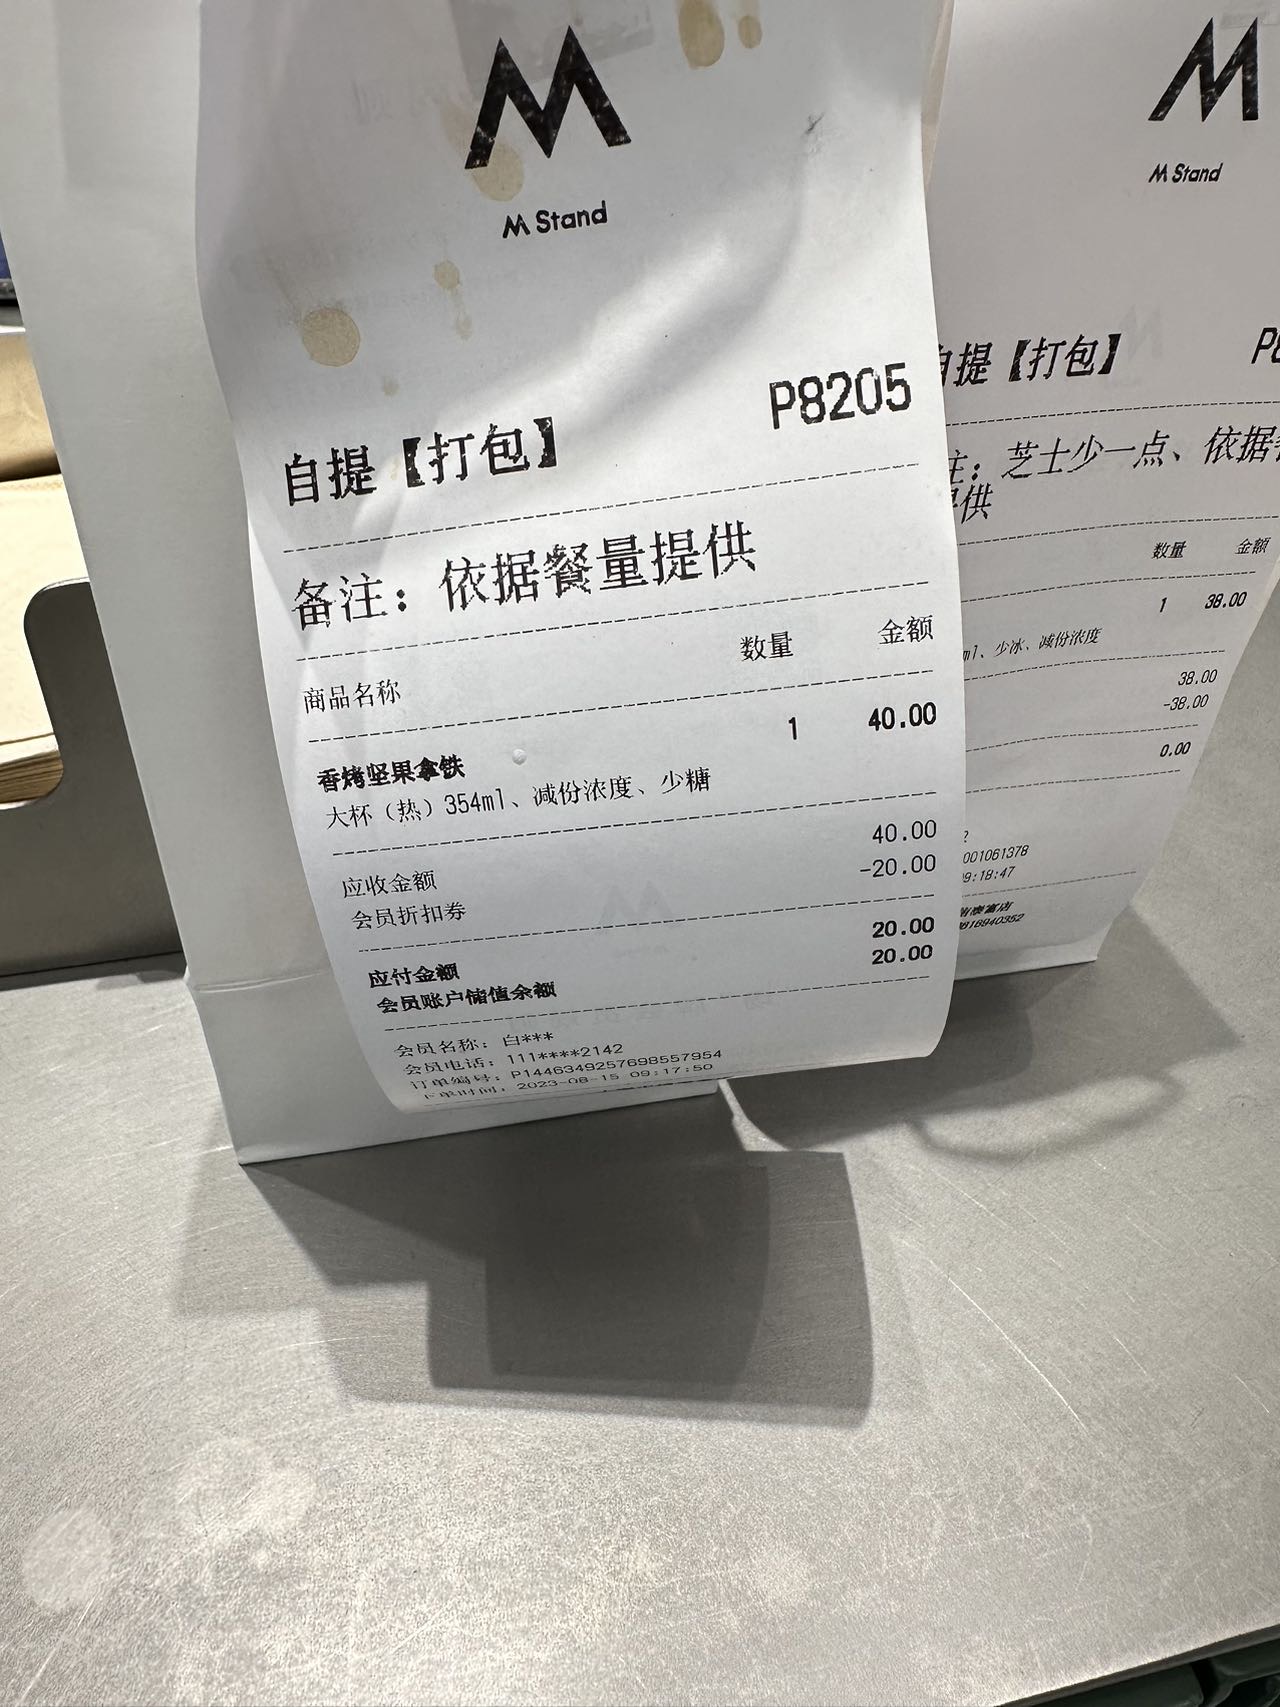 M Stand
自提【打包】 P8205
备注：依据餐量提供
商品名称 数量 金额
香烤坚果拿铁 1 40.00
大杯（热）354ml、减份浓度、少糖
应收金额 40.00
会员折扣券 -20.00
应付金额 20.00
会员账户储值余额 20.00
会员名称：白***
会员电话：111****2142
订单编号：P1446349257698557954
下单时间：2023-08-15 09:17:50
M Stand
自提【打包】
注：芝士少一点、依据
提供
数量 金额
1 38.00
ml、少冰、减份浓度
38.00
-38.00
0.00
001061378
9:18:47
816940352